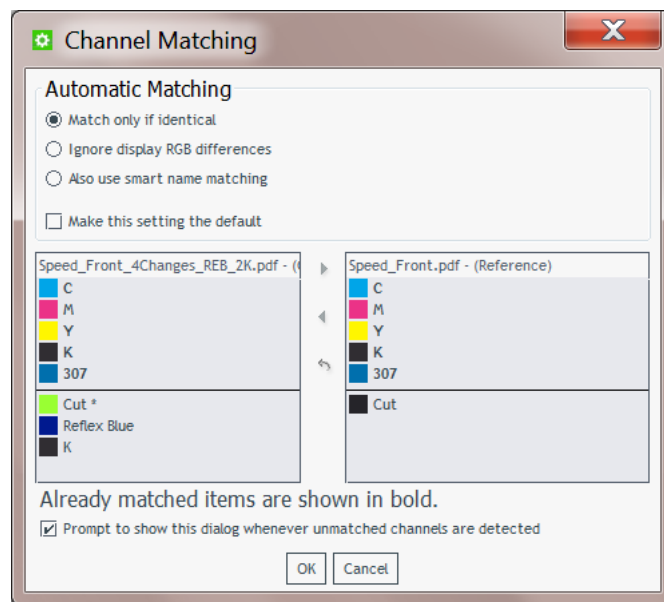 Channel Matching
Automatic Matching
Match only if identical
Ignore display RGB differences
Also use smart name matching
Make this setting the default
Speed_Front_4Changes_REB_2K.pdf - (
C
M
Y
K
307
Cut *
Reflex Blue
K
Speed_Front.pdf - (Reference)
C
M
Y
K
307
Cut
Already matched items are shown in bold.
Prompt to show this dialog whenever unmatched channels are detected
OK
Cancel